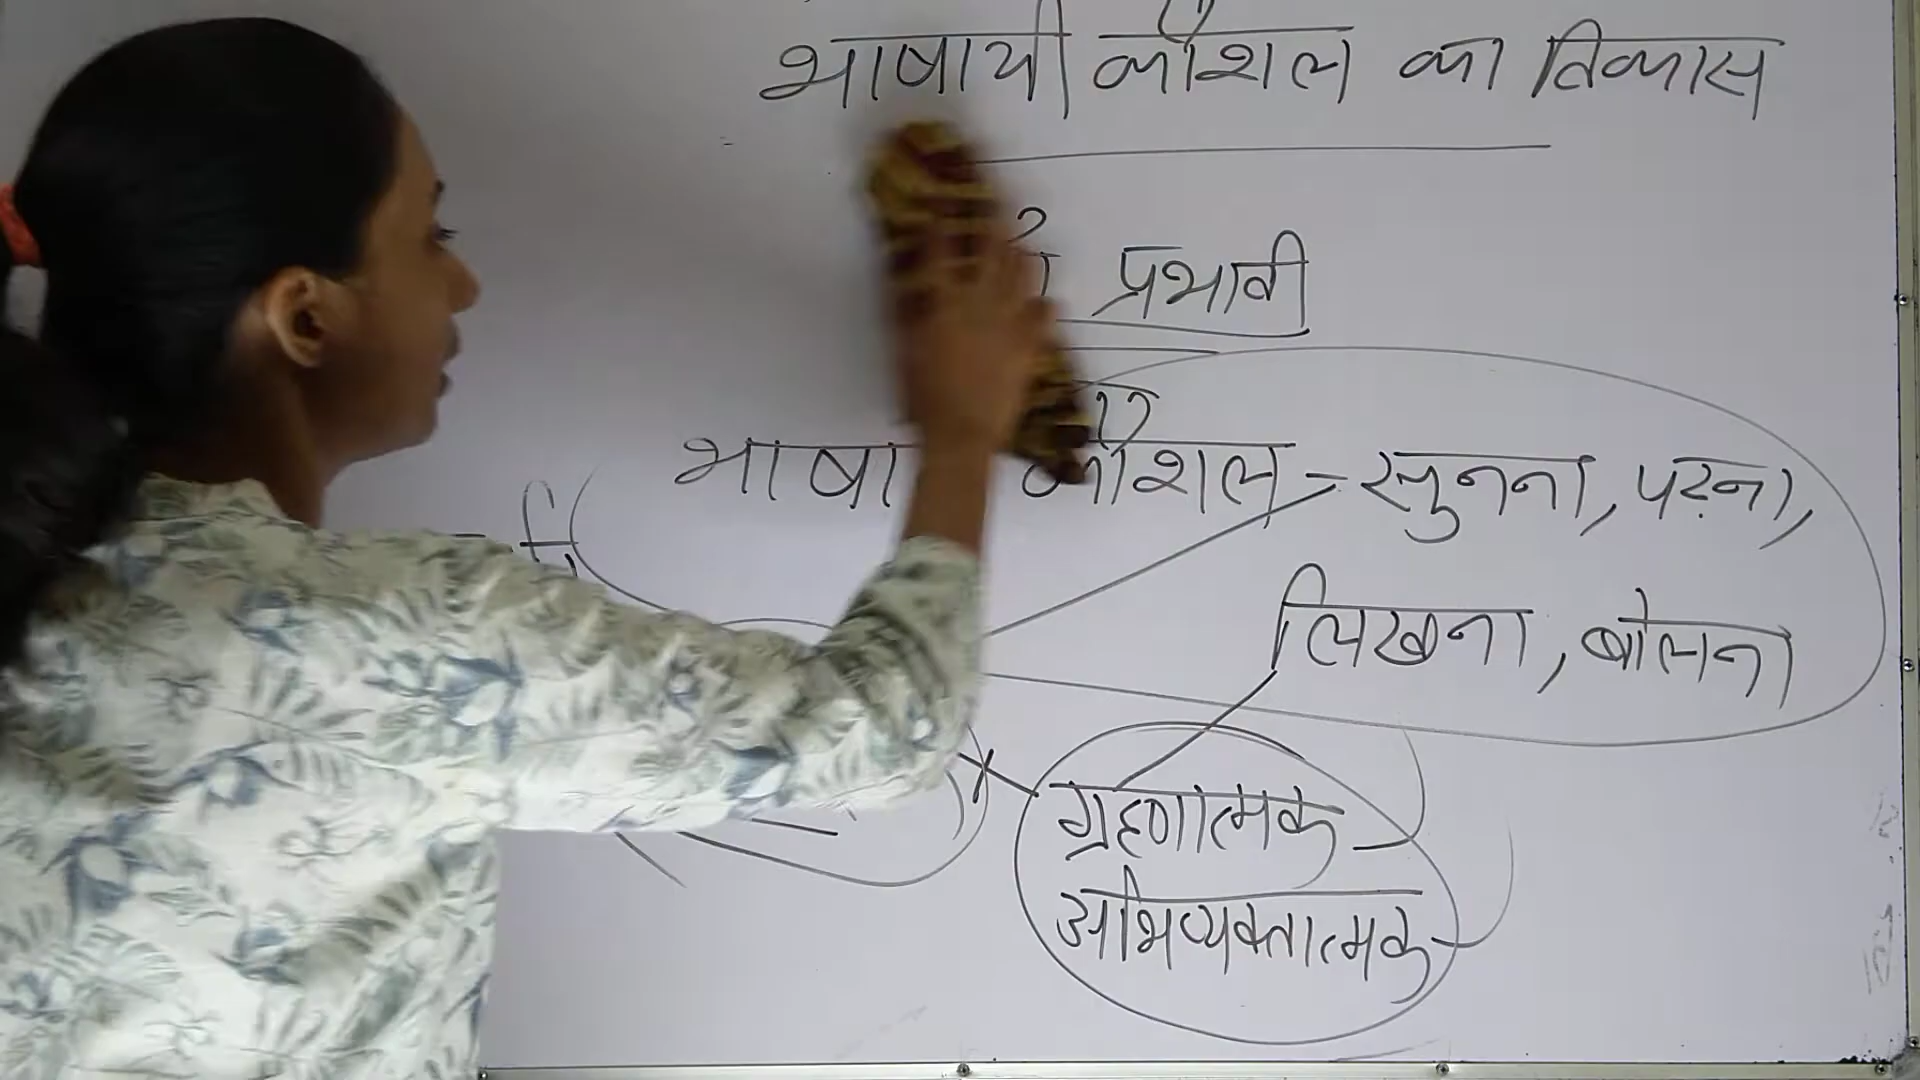 भाषायी कौशल का विकास
प्रभावी
भाषा कौशल - सुनना, पढ़ना,
लिखना, बोलना
ग्रहणात्मक
अभिव्यक्तात्मक